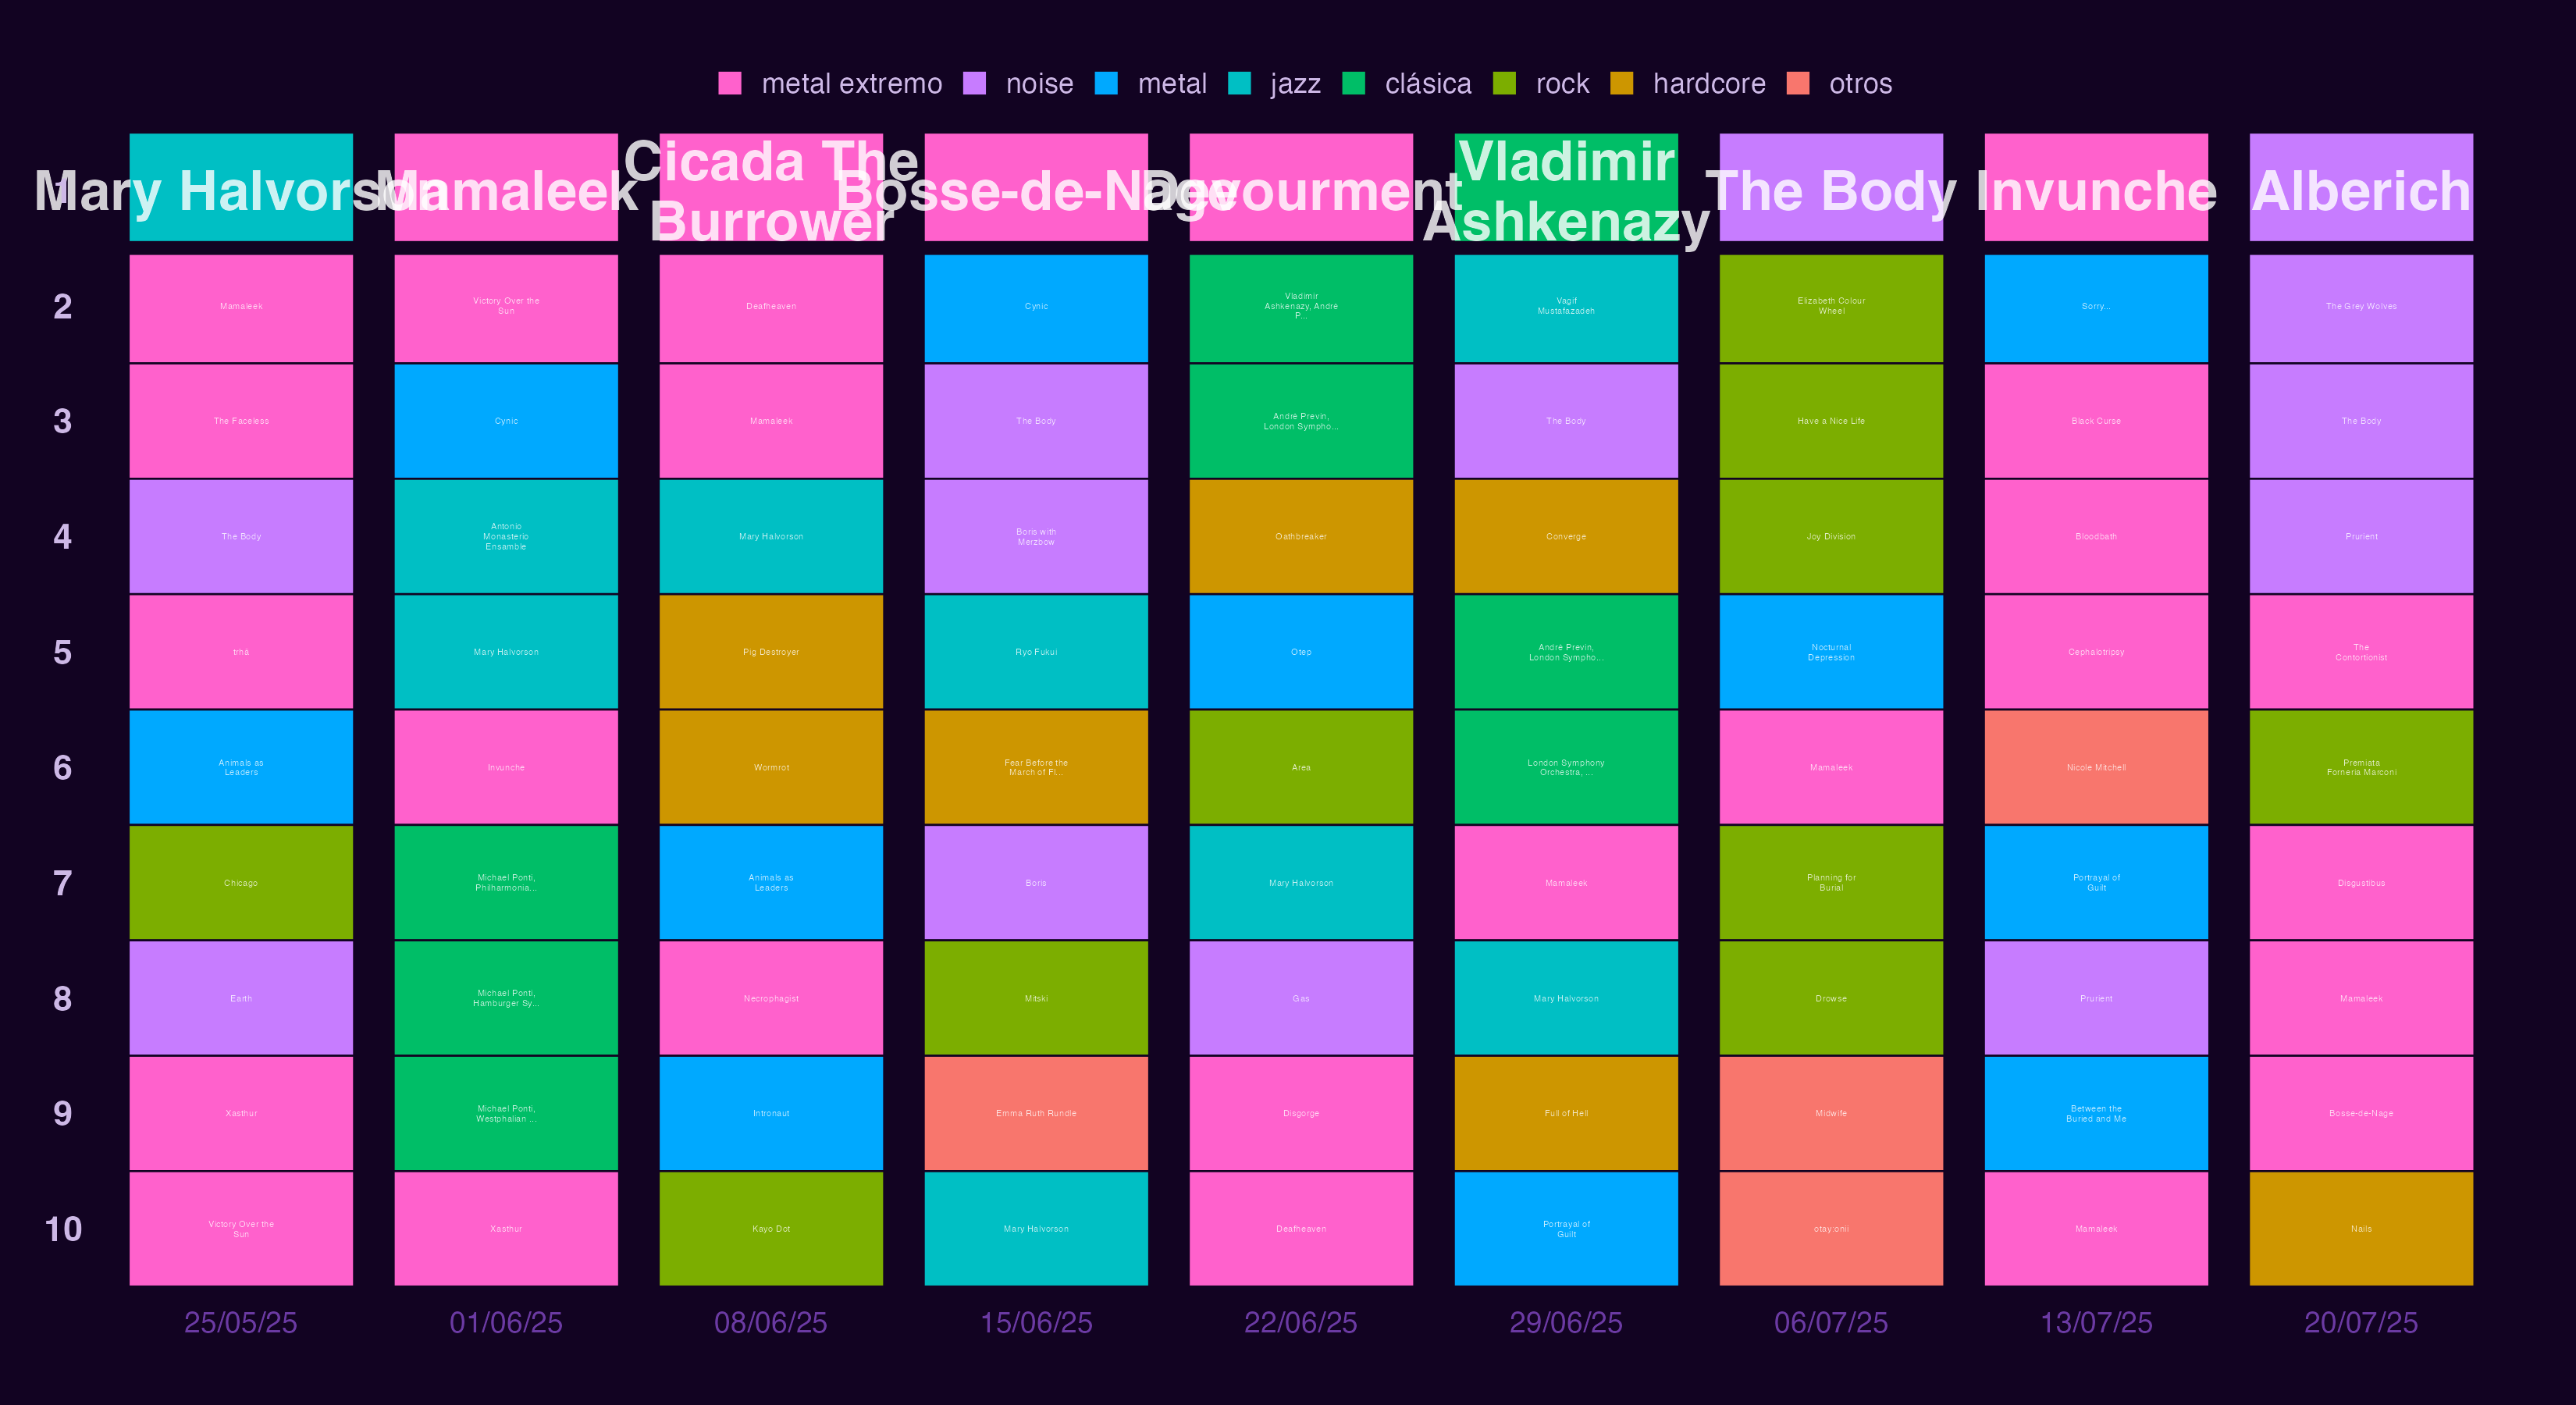 metal extremo noise metal jazz clásica rock hardcore otros
1 Mary Halvorson Mamaleek Cicada The Burrower Bosse-de-Nage Devourment Vladimir Ashkenazy The Body Invunche Alberich
2
Mamaleek
Victory Over the
Sun
Deafheaven
Cynic
Vladimir
Ashkenazy, Andre
P...
Vagif
Mustafazadeh
Elizabeth Colour
Wheel
Sorry...
The Grey Wolves
3
The Faceless
Cynic
Mamaleek
The Body
André Previn,
London Sympho...
The Body
Have a Nice Life
Black Curse
The Body
4
The Body
Antonio
Monasterio
Ensamble
Mary Halvorson
Boris with
Merzbow
Oathbreaker
Converge
Joy Division
Bloodbath
Prurient
5
trhä
Mary Halvorson
Pig Destroyer
Ryo Fukui
Otep
André Previn,
London Sympho...
Nocturnal
Depression
Cephalotripsy
The
Contortionist
6
Animals as
Leaders
Invunche
Wormrot
Fear Before the
March of Fl...
Area
London Symphony
Orchestra, ...
Mamaleek
Nicole Mitchell
Premiata
Forneria Marconi
7
Chicago
Michael Ponti,
Philharmonia...
Animals as
Leaders
Boris
Mary Halvorson
Mamaleek
Planning for
Burial
Portrayal of
Guilt
Disgustibus
8
Earth
Michael Ponti,
Hamburger Sy...
Necrophagist
Mitski
Gas
Mary Halvorson
Drowse
Prurient
Mamaleek
9
Xasthur
Michael Ponti,
Westphalian ...
Intronaut
Emma Ruth Rundle
Disgorge
Full of Hell
Midwife
Between the
Buried and Me
Bosse-de-Nage
10
Victory Over the
Sun
Xasthur
Kayo Dot
Mary Halvorson
Deafheaven
Portrayal of
Guilt
otay:onii
Mamaleek
Nails
25/05/25 01/06/25 08/06/25 15/06/25 22/06/25 29/06/25 06/07/25 13/07/25 20/07/25